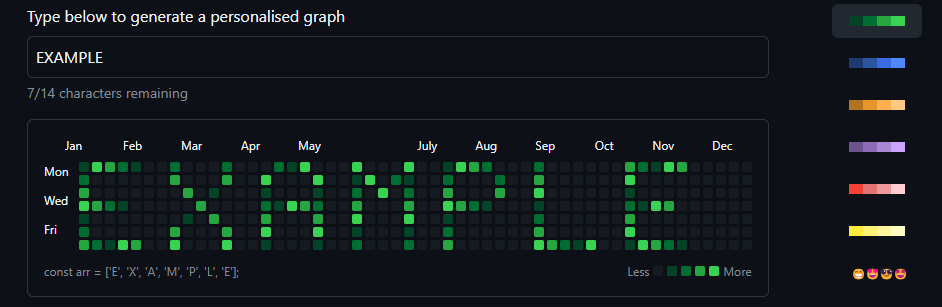 Type below to generate a personalised graph
EXAMPLE
7/14 characters remaining
Jan Feb Mar Apr May July Aug Sep Oct Nov Dec
Mon
Wed
Fri
EXAMPLE
const arr = ['E', 'X', 'A', 'M', 'P', 'L', 'E'];
Less More